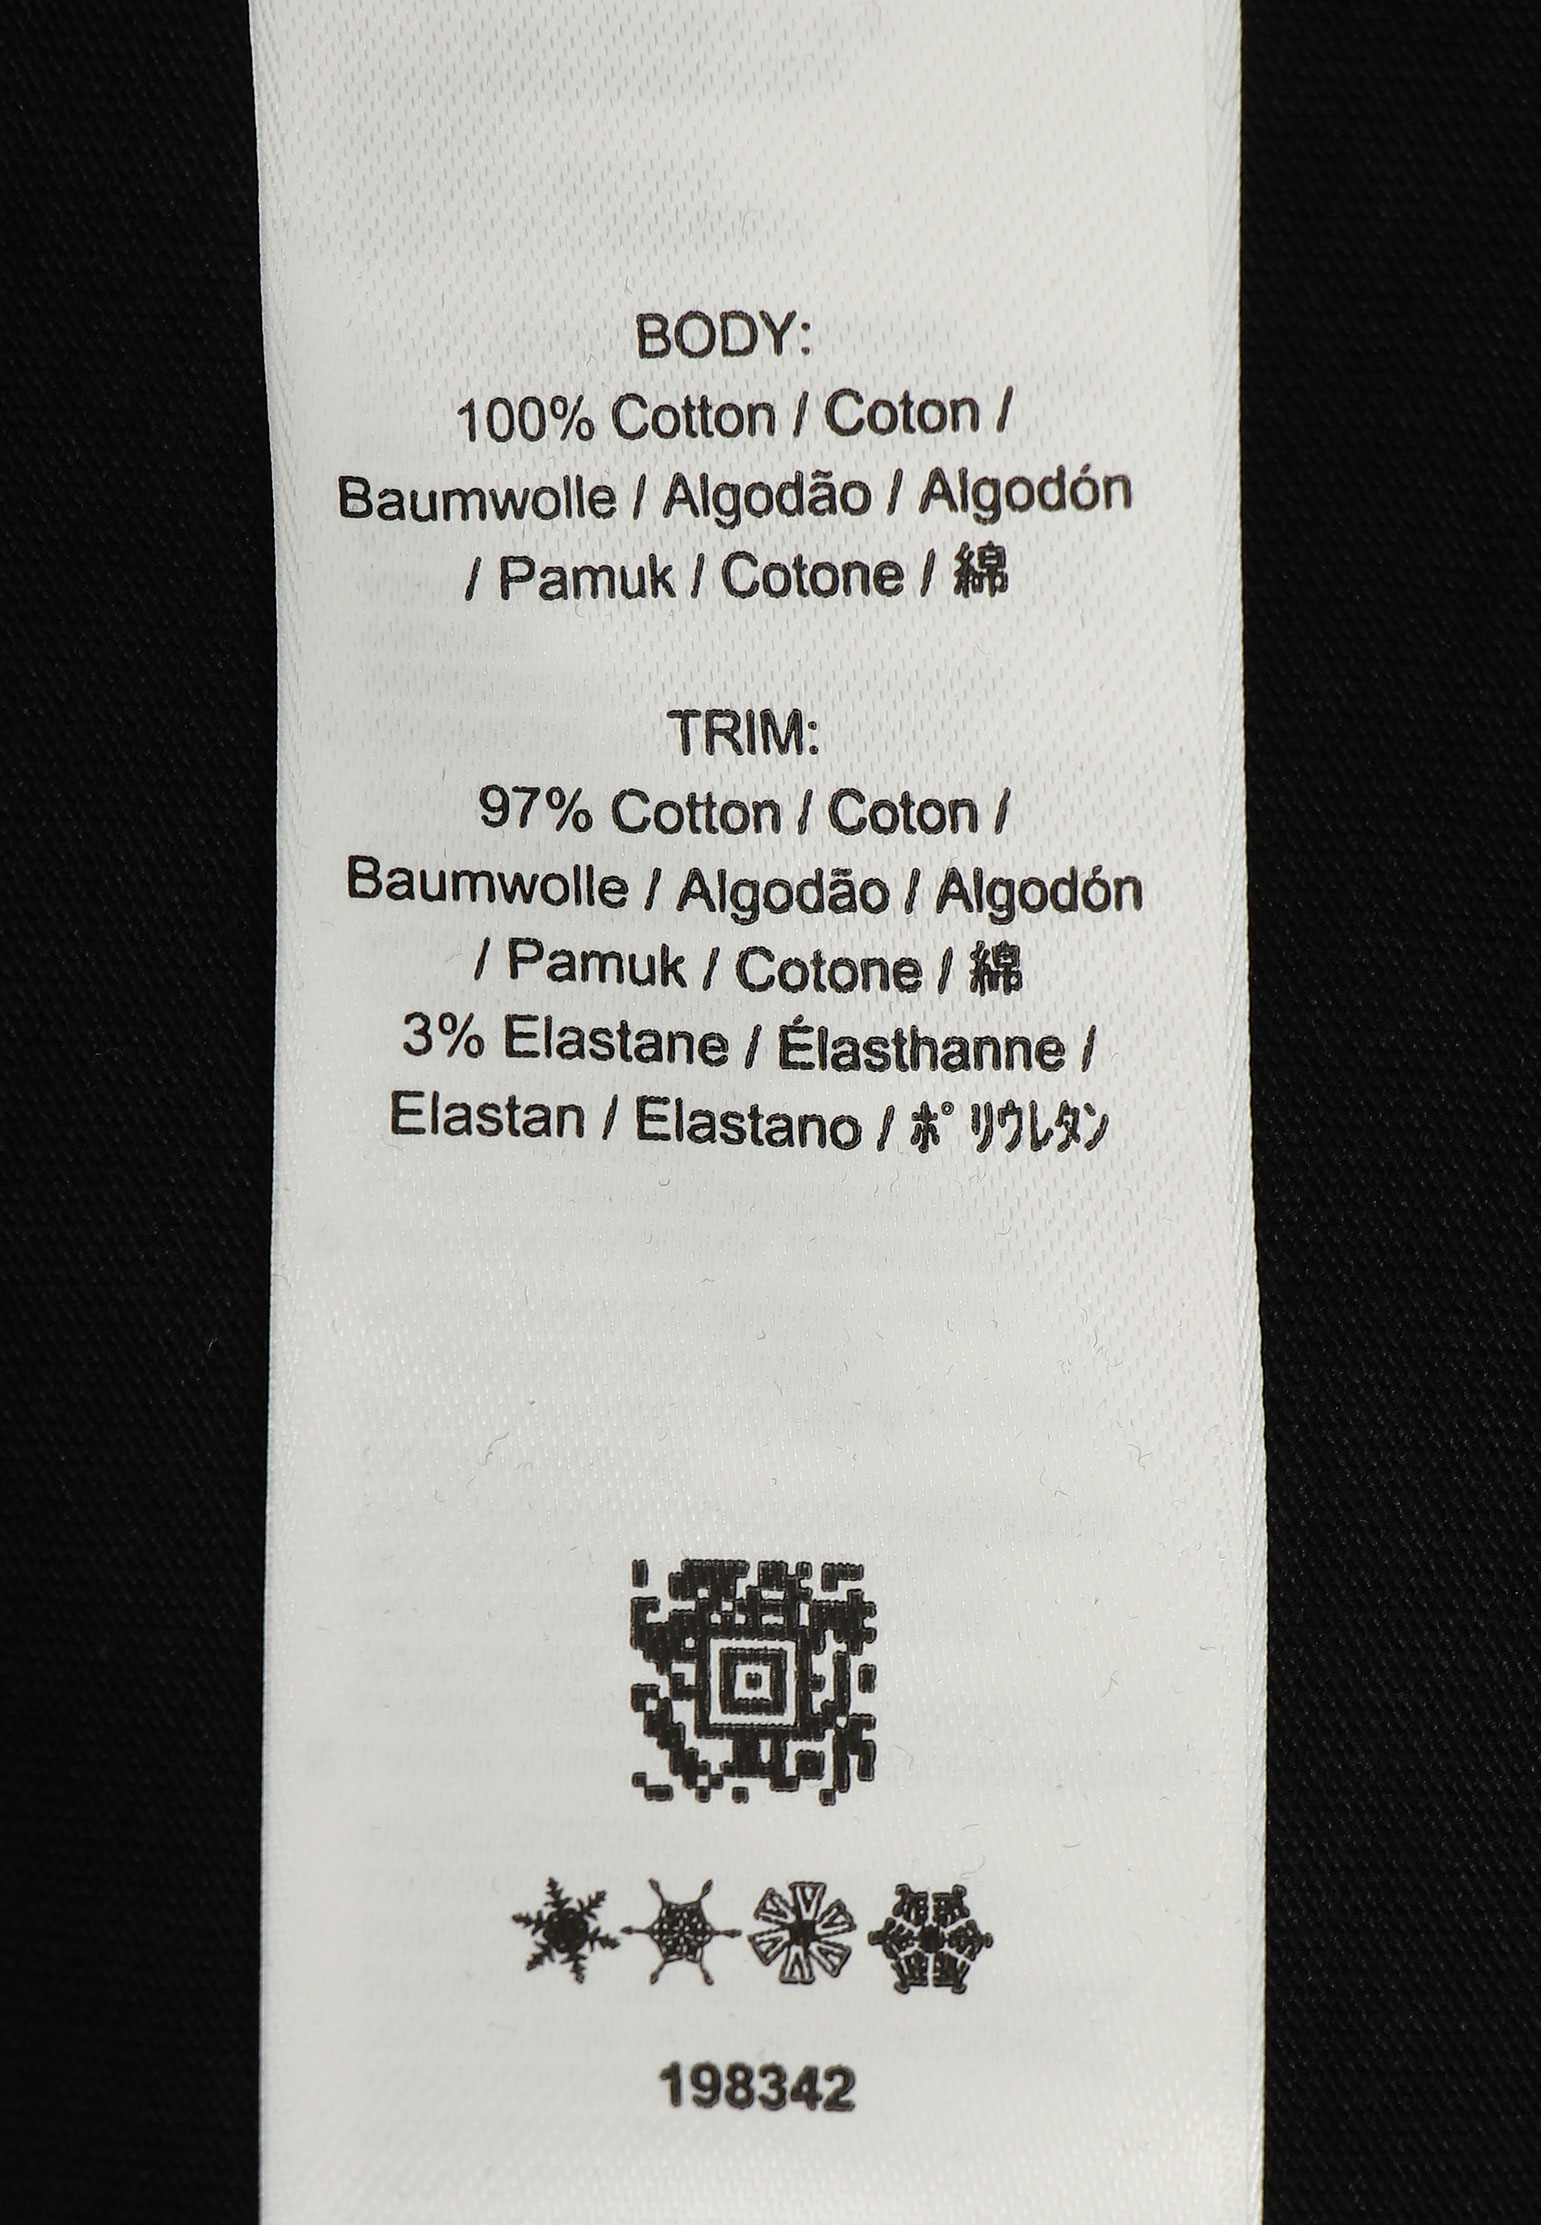 BODY:
100% Cotton / Coton /
Baumwolle / Algodão / Algodón
/ Pamuk / Cotone / 綿
TRIM:
97% Cotton / Coton /
Baumwolle / Algodão / Algodón
/ Pamuk / Cotone / 綿
3% Elastane / Élasthanne /
Elastan / Elastano / ﾎﾟﾘｳﾚﾀﾝ
198342